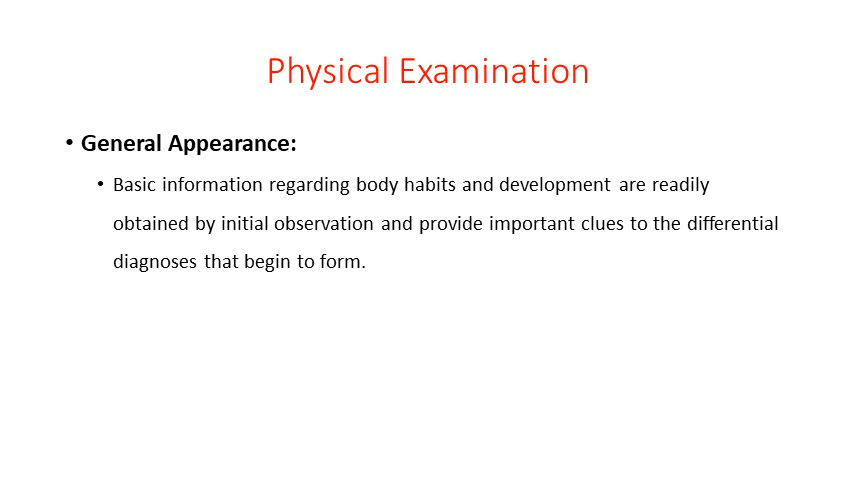 Physical Examination
• General Appearance:
• Basic information regarding body habits and development are readily
obtained by initial observation and provide important clues to the differential
diagnoses that begin to form.